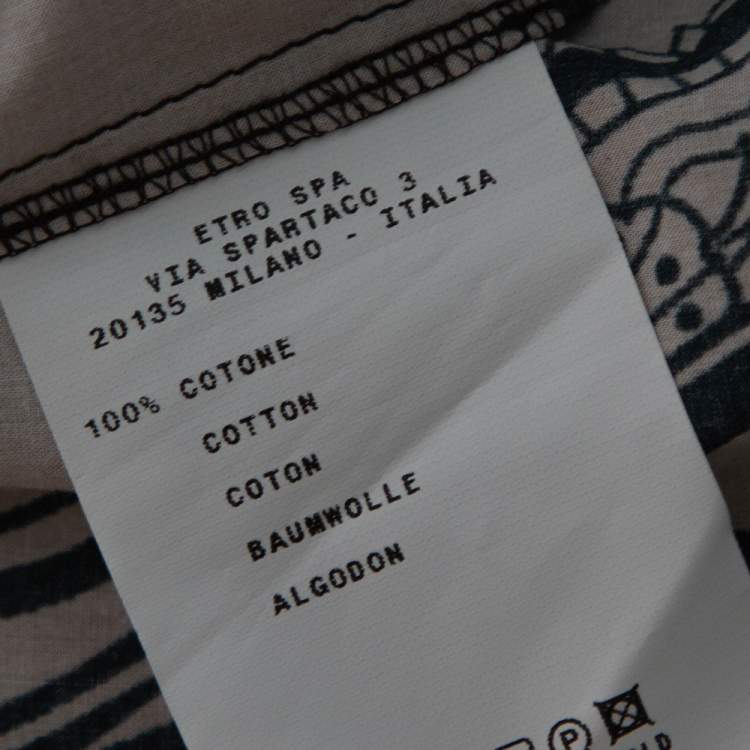 ETRO SPA
VIA SPARTACO 3
20135 MILANO - ITALIA
100% COTONE
COTTON
COTON
BAUMWOLLE
ALGODON
P